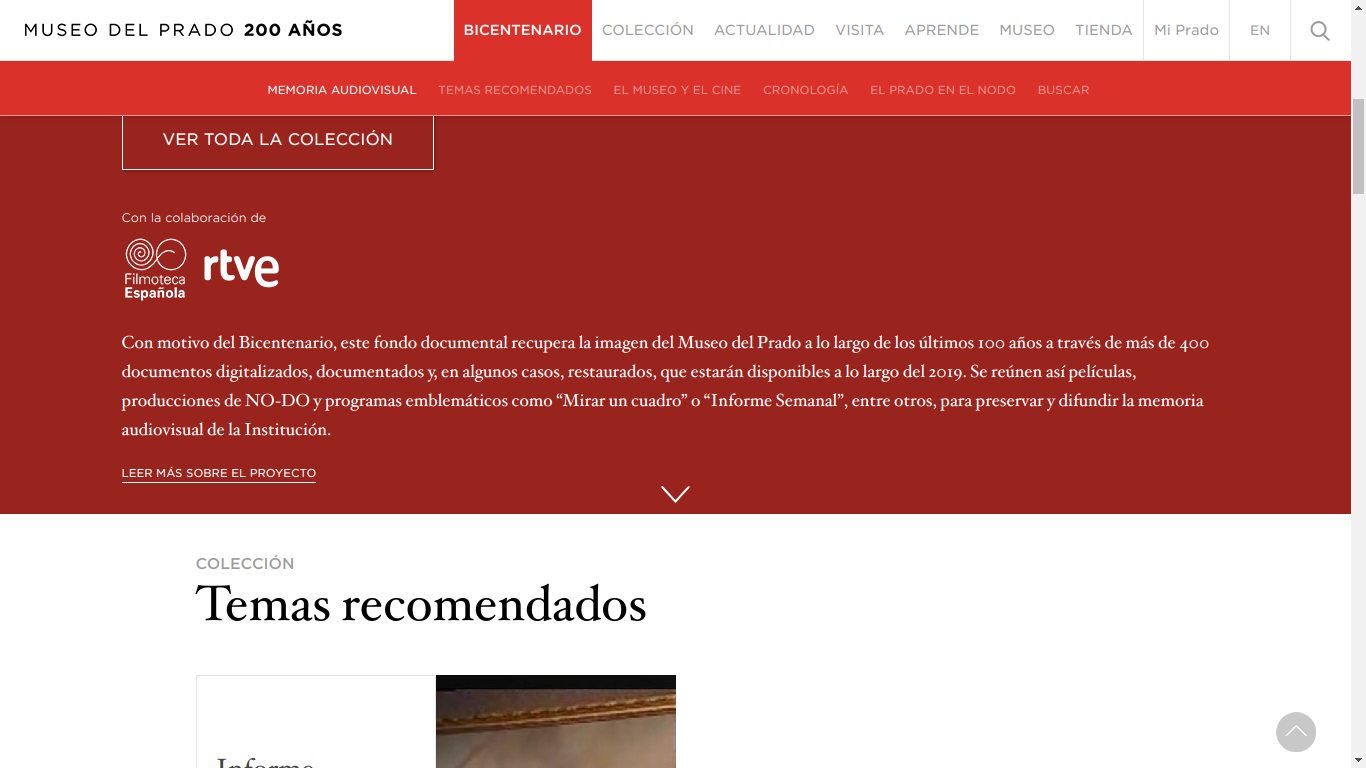 MUSEO DEL PRADO 200 AÑOS
BICENTENARIO COLECCIÓN ACTUALIDAD VISITA APRENDE MUSEO TIENDA Mi Prado EN
MEMORIA AUDIOVISUAL TEMAS RECOMENDADOS EL MUSEO Y EL CINE CRONOLOGÍA EL PRADO EN EL NODO BUSCAR
VER TODA LA COLECCIÓN
Con la colaboración de
Filmoteca
Española
rtve
Con motivo del Bicentenario, este fondo documental recupera la imagen del Museo del Prado a lo largo de los últimos 100 años a través de más de 400
documentos digitalizados, documentados y, en algunos casos, restaurados, que estarán disponibles a lo largo del 2019. Se reúnen así películas,
producciones de NO-DO y programas emblemáticos como “Mirar un cuadro” o “Informe Semanal”, entre otros, para preservar y difundir la memoria
audiovisual de la Institución.
LEER MÁS SOBRE EL PROYECTO
COLECCIÓN
Temas recomendados
Informe